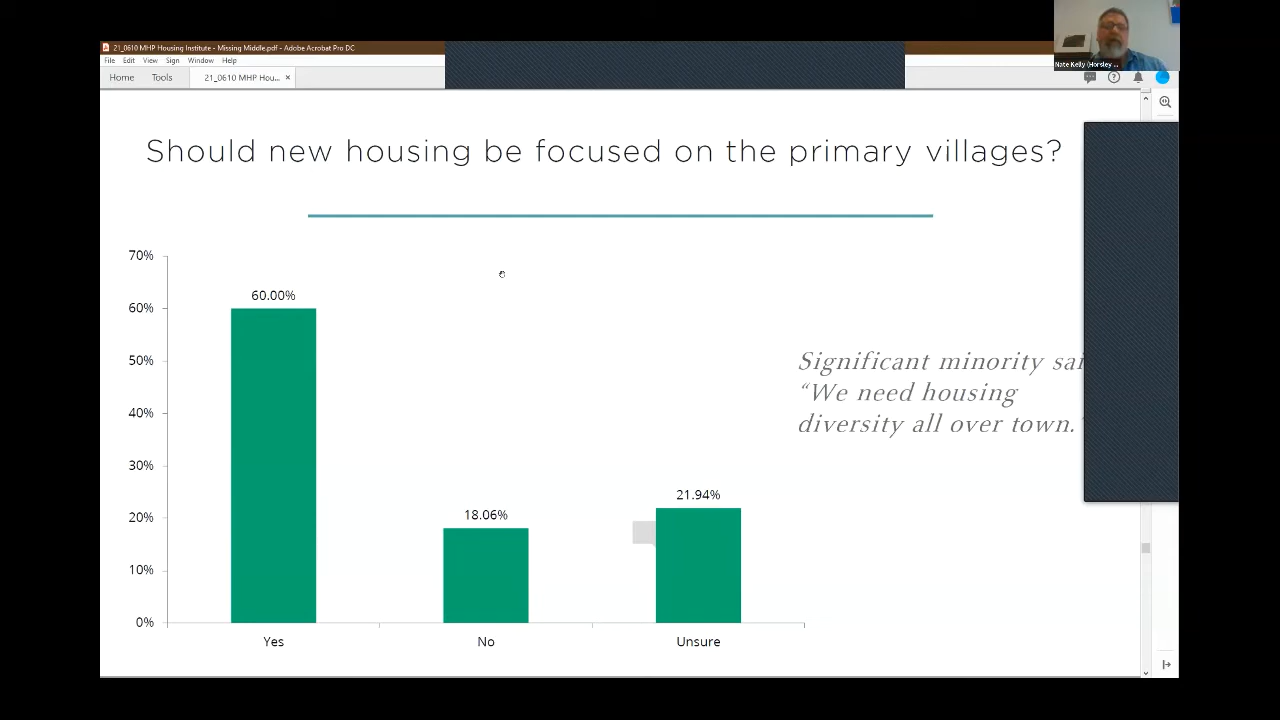 21_0610 MHP Housing Institute - Missing Middle.pdf - Adobe Acrobat Pro DC
File Edit View Sign Window Help
Home Tools 21_0610 MHP Hou... ×
Nate Kelly (Horsley ...
Should new housing be focused on the primary villages?
70%
60%
50%
40%
30%
20%
10%
0%
60.00%
18.06%
21.94%
Yes No Unsure
Significant minority sai
“We need housing
diversity all over town.”